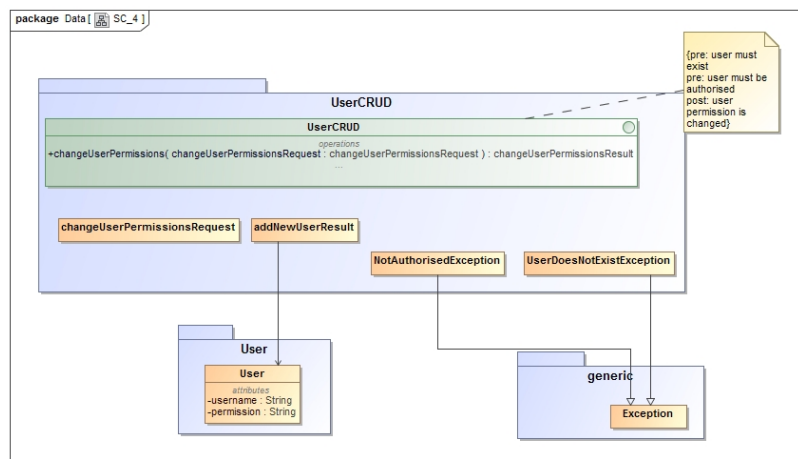 package Data[ SC_4 ]
{pre: user must
exist
pre: user must be
authorised
post: user
permission is
changed}
UserCRUD
UserCRUD
operations
+changeUserPermissions( changeUserPermissionsRequest : changeUserPermissionsRequest ) : changeUserPermissionsResult
...
changeUserPermissionsRequest
addNewUserResult
NotAuthorisedException
UserDoesNotExistException
User
User
attributes
-username : String
-permission : String
generic
Exception